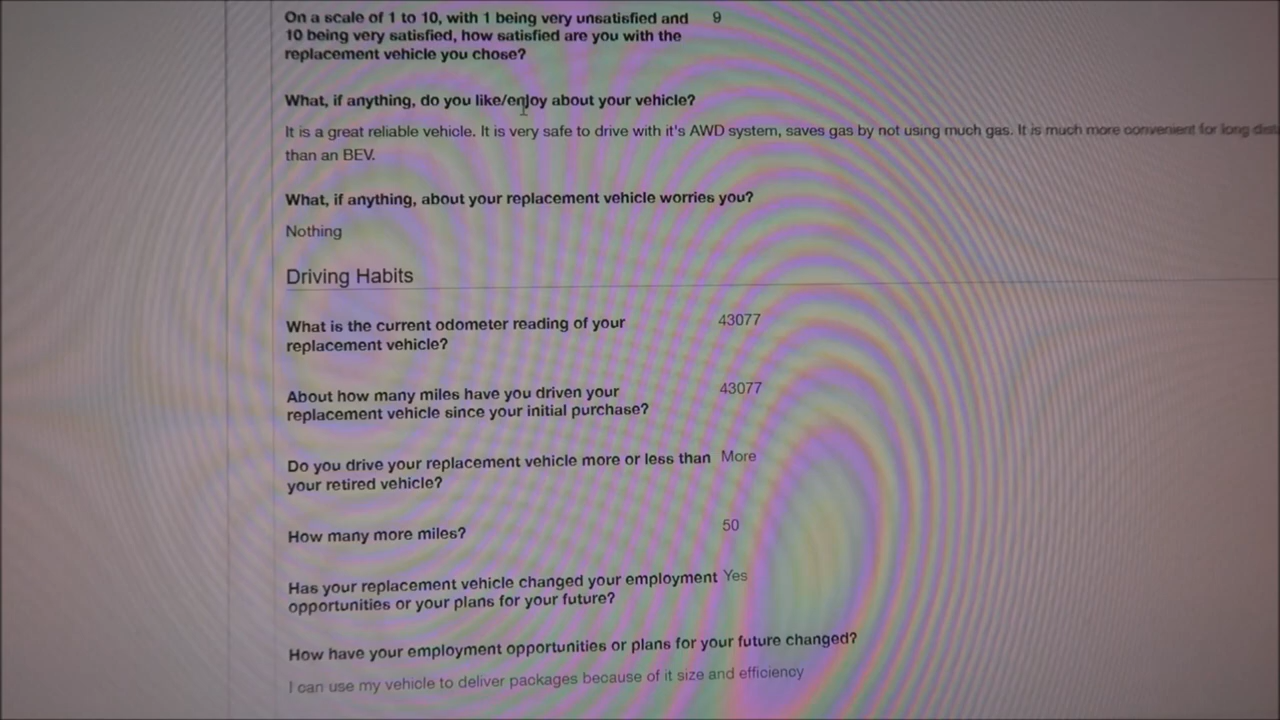 On a scale of 1 to 10, with 1 being very unsatisfied and 9
10 being very satisfied, how satisfied are you with the
replacement vehicle you chose?
What, if anything, do you like/enjoy about your vehicle?
It is a great reliable vehicle. It is very safe to drive with it's AWD system, saves gas by not using much gas. It is much more convenient for long
than an BEV.
What, if anything, about your replacement vehicle worries you?
Nothing
Driving Habits
What is the current odometer reading of your 43077
replacement vehicle?
About how many miles have you driven your 43077
replacement vehicle since your initial purchase?
Do you drive your replacement vehicle more or less than More
your retired vehicle?
How many more miles? 50
Has your replacement vehicle changed your employment Yes
opportunities or your plans for your future?
How have your employment opportunities or plans for your future changed?
I can use my vehicle to deliver packages because of it size and efficiency